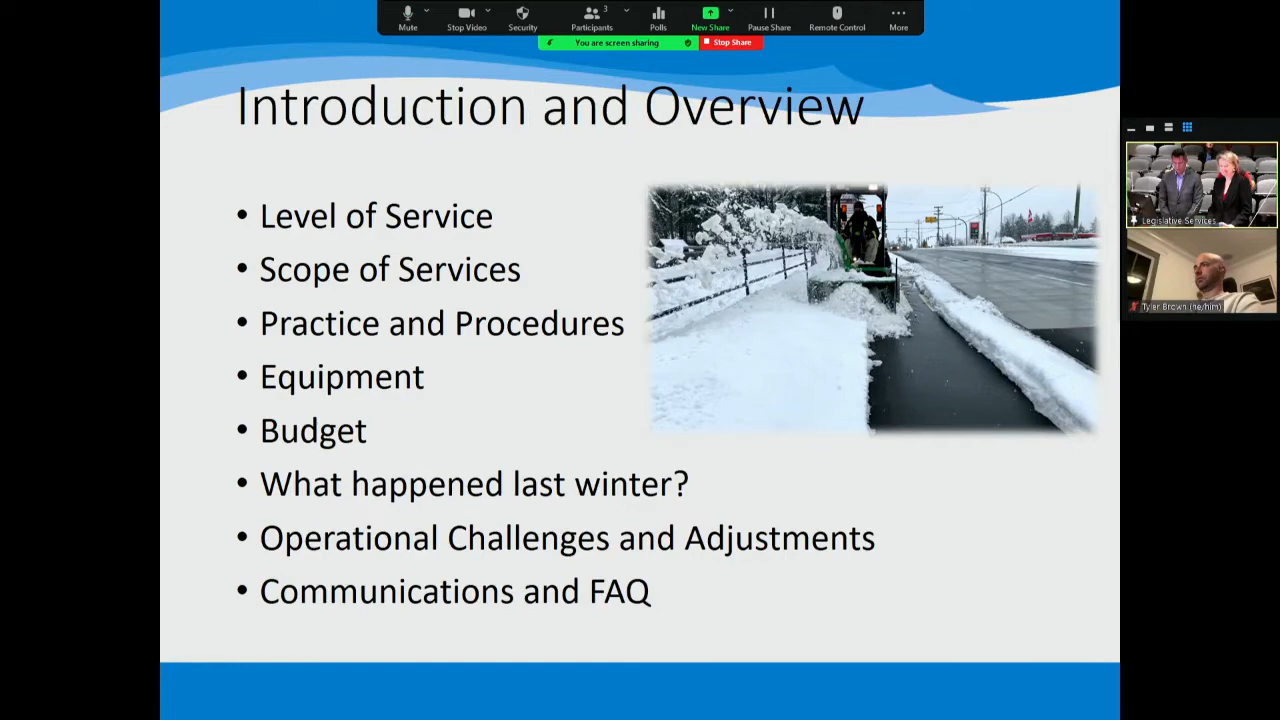 3
Mute
Stop Video
Security
Participants
Polls
New Share
Pause Share
Remote Control
More
You are screen sharing
Stop Share
Introduction and Overview
• Level of Service
• Scope of Services
• Practice and Procedures
• Equipment
• Budget
• What happened last winter?
• Operational Challenges and Adjustments
• Communications and FAQ
Legislative Services
Tyler Brown (he/him)